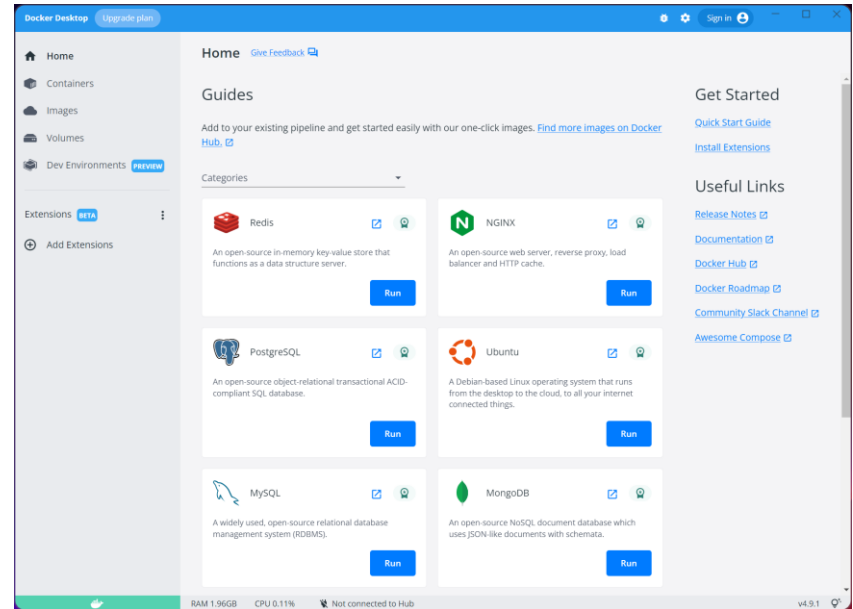 Docker Desktop Upgrade plan Sign in
Home
Containers
Images
Volumes
Dev Environments PREVIEW
Extensions BETA
Add Extensions
Home Give Feedback
Guides
Add to your existing pipeline and get started easily with our one-click images. Find more images on Docker
Hub.
Categories
Redis
An open-source in-memory key-value store that
functions as a data structure server.
Run
NGINX
An open-source web server, reverse proxy, load
balancer and HTTP cache.
Run
PostgreSQL
An open-source object-relational transactional ACID-
compliant SQL database.
Run
Ubuntu
A Debian-based Linux operating system that runs
from the desktop to the cloud, to all your internet
connected things.
Run
MySQL
A widely used, open-source relational database
management system (RDBMS).
Run
MongoDB
An open-source NoSQL document database which
uses JSON-like documents with schemata.
Run
Get Started
Quick Start Guide
Install Extensions
Useful Links
Release Notes
Documentation
Docker Hub
Docker Roadmap
Community Slack Channel
Awesome Compose
RAM 1.96GB CPU 0.11% Not connected to Hub v4.9.1